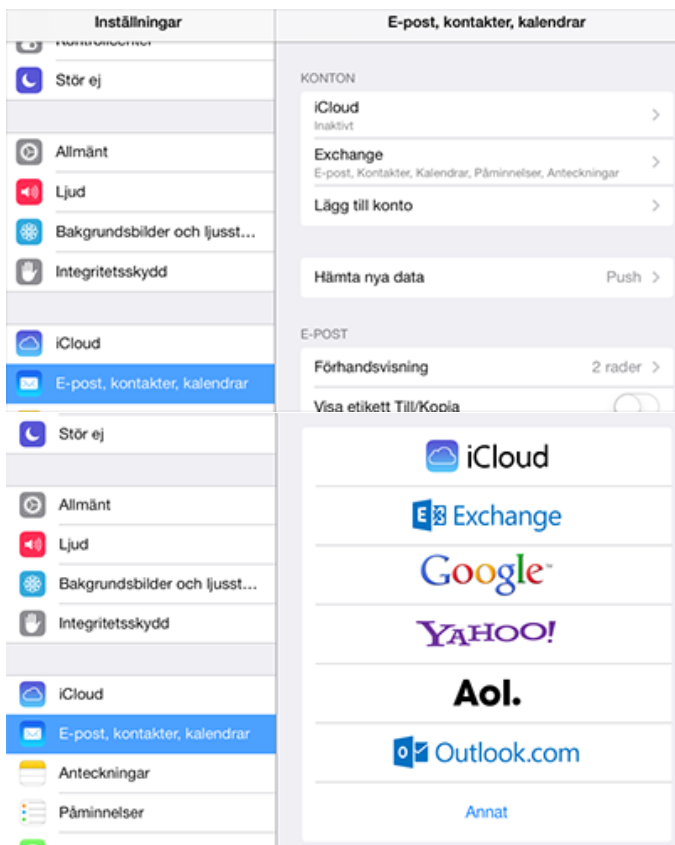 Inställningar
Kontrollcenter
Stör ej
Allmänt
Ljud
Bakgrundsbilder och ljusst...
Integritetsskydd
iCloud
E-post, kontakter, kalendrar
E-post, kontakter, kalendrar
KONTON
iCloud
Inaktivt
Exchange
E-post, Kontakter, Kalendrar, Påminnelser, Anteckningar
Lägg till konto
Hämta nya data Push
E-POST
Förhandsvisning 2 rader
Visa etikett Till/Kopia
Stör ej
Allmänt
Ljud
Bakgrundsbilder och ljusst...
Integritetsskydd
iCloud
E-post, kontakter, kalendrar
Anteckningar
Påminnelser
iCloud
Exchange
Google
YAHOO!
Aol.
Outlook.com
Annat